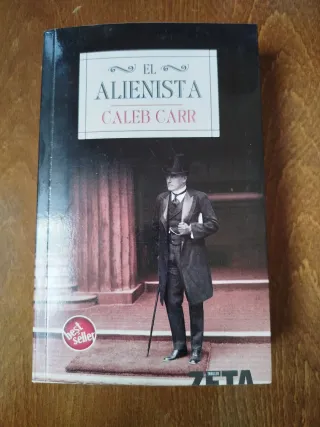 EL
ALIENISTA
CALEB CARR
best
seller
ZETA